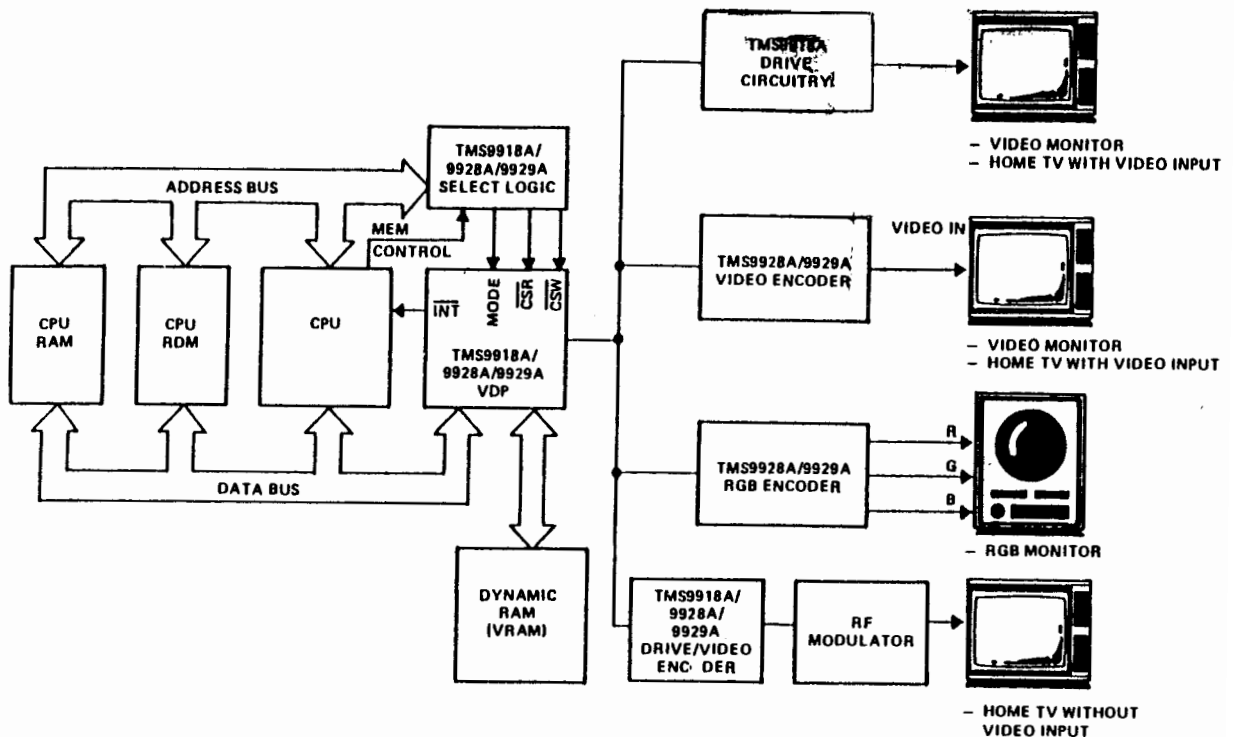 TMS9918A
DRIVE
CIRCUITRY
– VIDEO MONITOR
– HOME TV WITH VIDEO INPUT
TMS9918A/
9928A/9929A
SELECT LOGIC
ADDRESS BUS
MEM
CONTROL
VIDEO IN
TMS9928A/9929A
VIDEO ENCODER
– VIDEO MONITOR
– HOME TV WITH VIDEO INPUT
CPU
RAM
CPU
RDM
CPU
INT
MODE
CSR
CSW
TMS9918A/
9928A/9929A
VDP
DATA BUS
TMS9928A/9929A
RGB ENCODER
R
G
B
– RGB MONITOR
DYNAMIC
RAM
(VRAM)
TMS9918A/
9928A/
9929A
DRIVE/VIDEO
ENC DER
RF
MODULATOR
– HOME TV WITHOUT
VIDEO INPUT